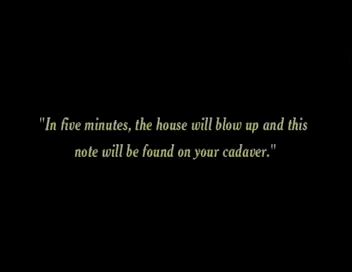 "In five minutes, the house will blow up and this
note will be found on your cadaver."